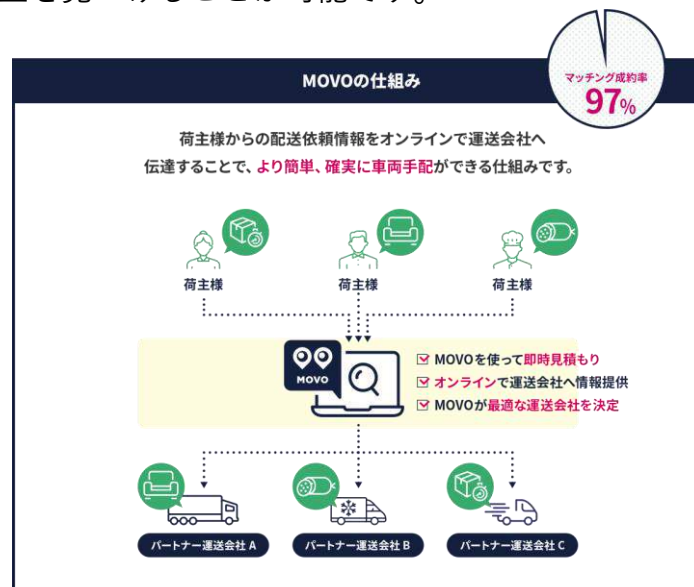 MOVOの仕組み
マッチング成約率
97%
荷主様からの配送依頼情報をオンラインで運送会社へ
伝達することで、より簡単、確実に車両手配ができる仕組みです。
荷主様 荷主様 荷主様
MOVO
MOVOを使って即時見積もり
オンラインで運送会社へ情報提供
MOVOが最適な運送会社を決定
パートナー運送会社 A パートナー運送会社 B パートナー運送会社 C